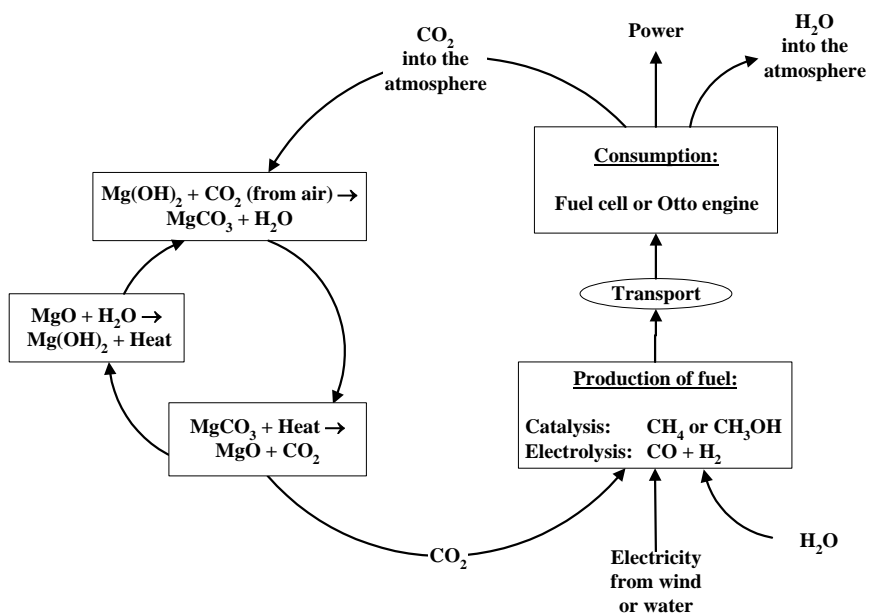 CO₂
into the
atmosphere
Power
H₂O
into the
atmosphere
Consumption:
Fuel cell or Otto engine
Mg(OH)₂ + CO₂ (from air) →
MgCO₃ + H₂O
Transport
MgO + H₂O →
Mg(OH)₂ + Heat
Production of fuel:
Catalysis: CH₄ or CH₃OH
Electrolysis: CO + H₂
MgCO₃ + Heat →
MgO + CO₂
CO₂
H₂O
Electricity
from wind
or water